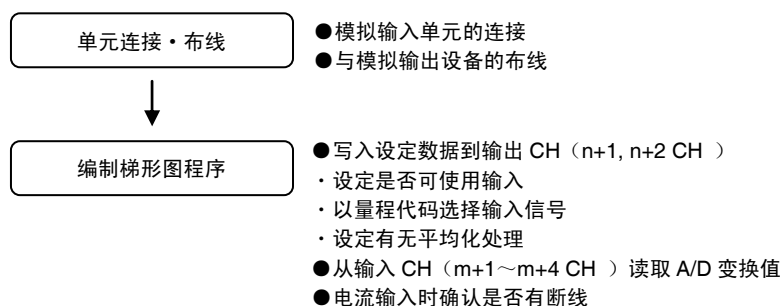 单元连接・布线
●模拟输入单元的连接
●与模拟输出设备的布线
编制梯形图程序
●写入设定数据到输出 CH（n+1, n+2 CH ）
・设定是否可使用输入
・以量程代码选择输入信号
・设定有无平均化处理
●从输入 CH（m+1～m+4 CH ）读取 A/D 变换值
●电流输入时确认是否有断线